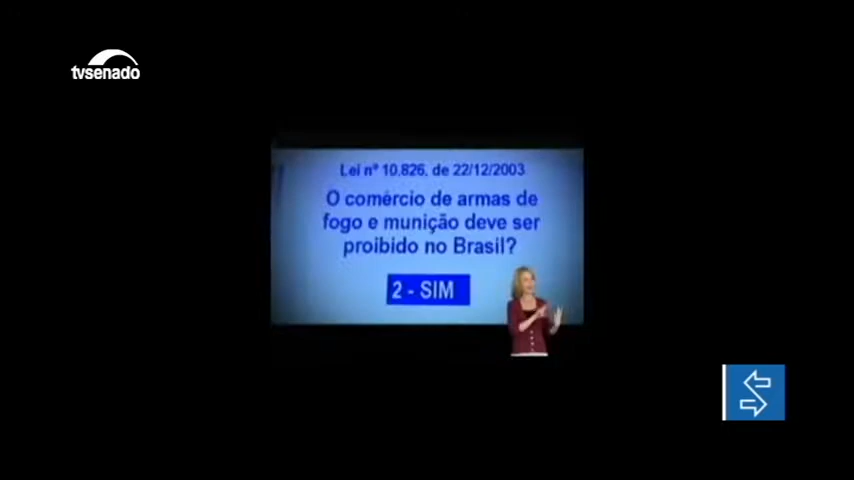 tvsenado
Lei nº 10.826, de 22/12/2003
O comércio de armas de
fogo e munição deve ser
proibido no Brasil?
2 - SIM